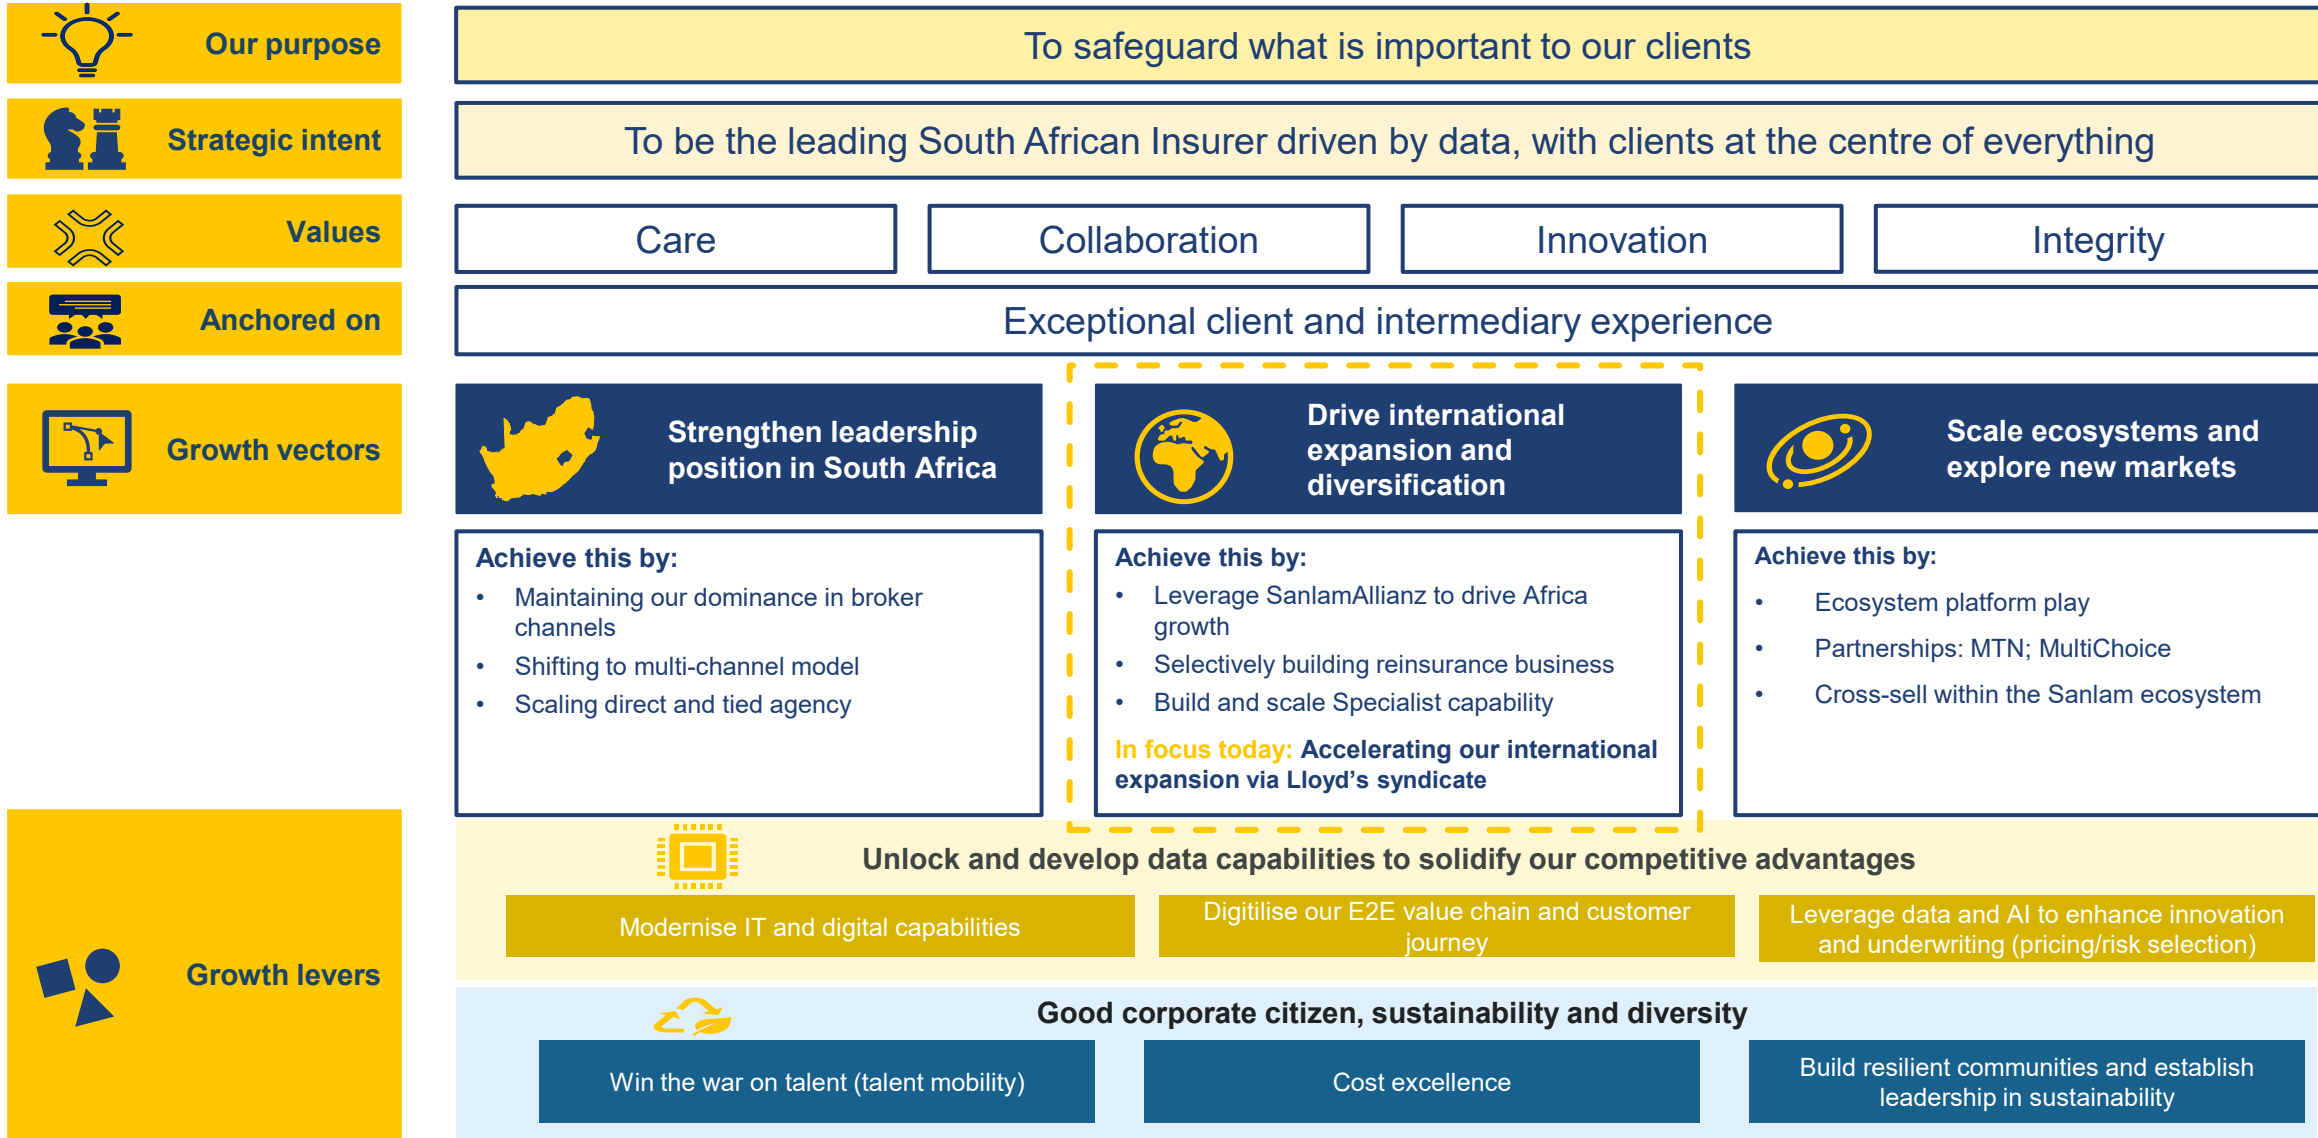 Our purpose
To safeguard what is important to our clients
Strategic intent
To be the leading South African Insurer driven by data, with clients at the centre of everything
Values
Care
Collaboration
Innovation
Integrity
Anchored on
Exceptional client and intermediary experience
Growth vectors
Strengthen leadership
position in South Africa
Drive international
expansion and
diversification
Scale ecosystems and
explore new markets
Achieve this by:
• Maintaining our dominance in broker
channels
• Shifting to multi-channel model
• Scaling direct and tied agency
Achieve this by:
• Leverage SanlamAllianz to drive Africa
growth
• Selectively building reinsurance business
• Build and scale Specialist capability
In focus today: Accelerating our international
expansion via Lloyd’s syndicate
Achieve this by:
• Ecosystem platform play
• Partnerships: MTN; MultiChoice
• Cross-sell within the Sanlam ecosystem
Growth levers
Unlock and develop data capabilities to solidify our competitive advantages
Modernise IT and digital capabilities
Digitilise our E2E value chain and customer
journey
Leverage data and AI to enhance innovation
and underwriting (pricing/risk selection)
Good corporate citizen, sustainability and diversity
Win the war on talent (talent mobility)
Cost excellence
Build resilient communities and establish
leadership in sustainability